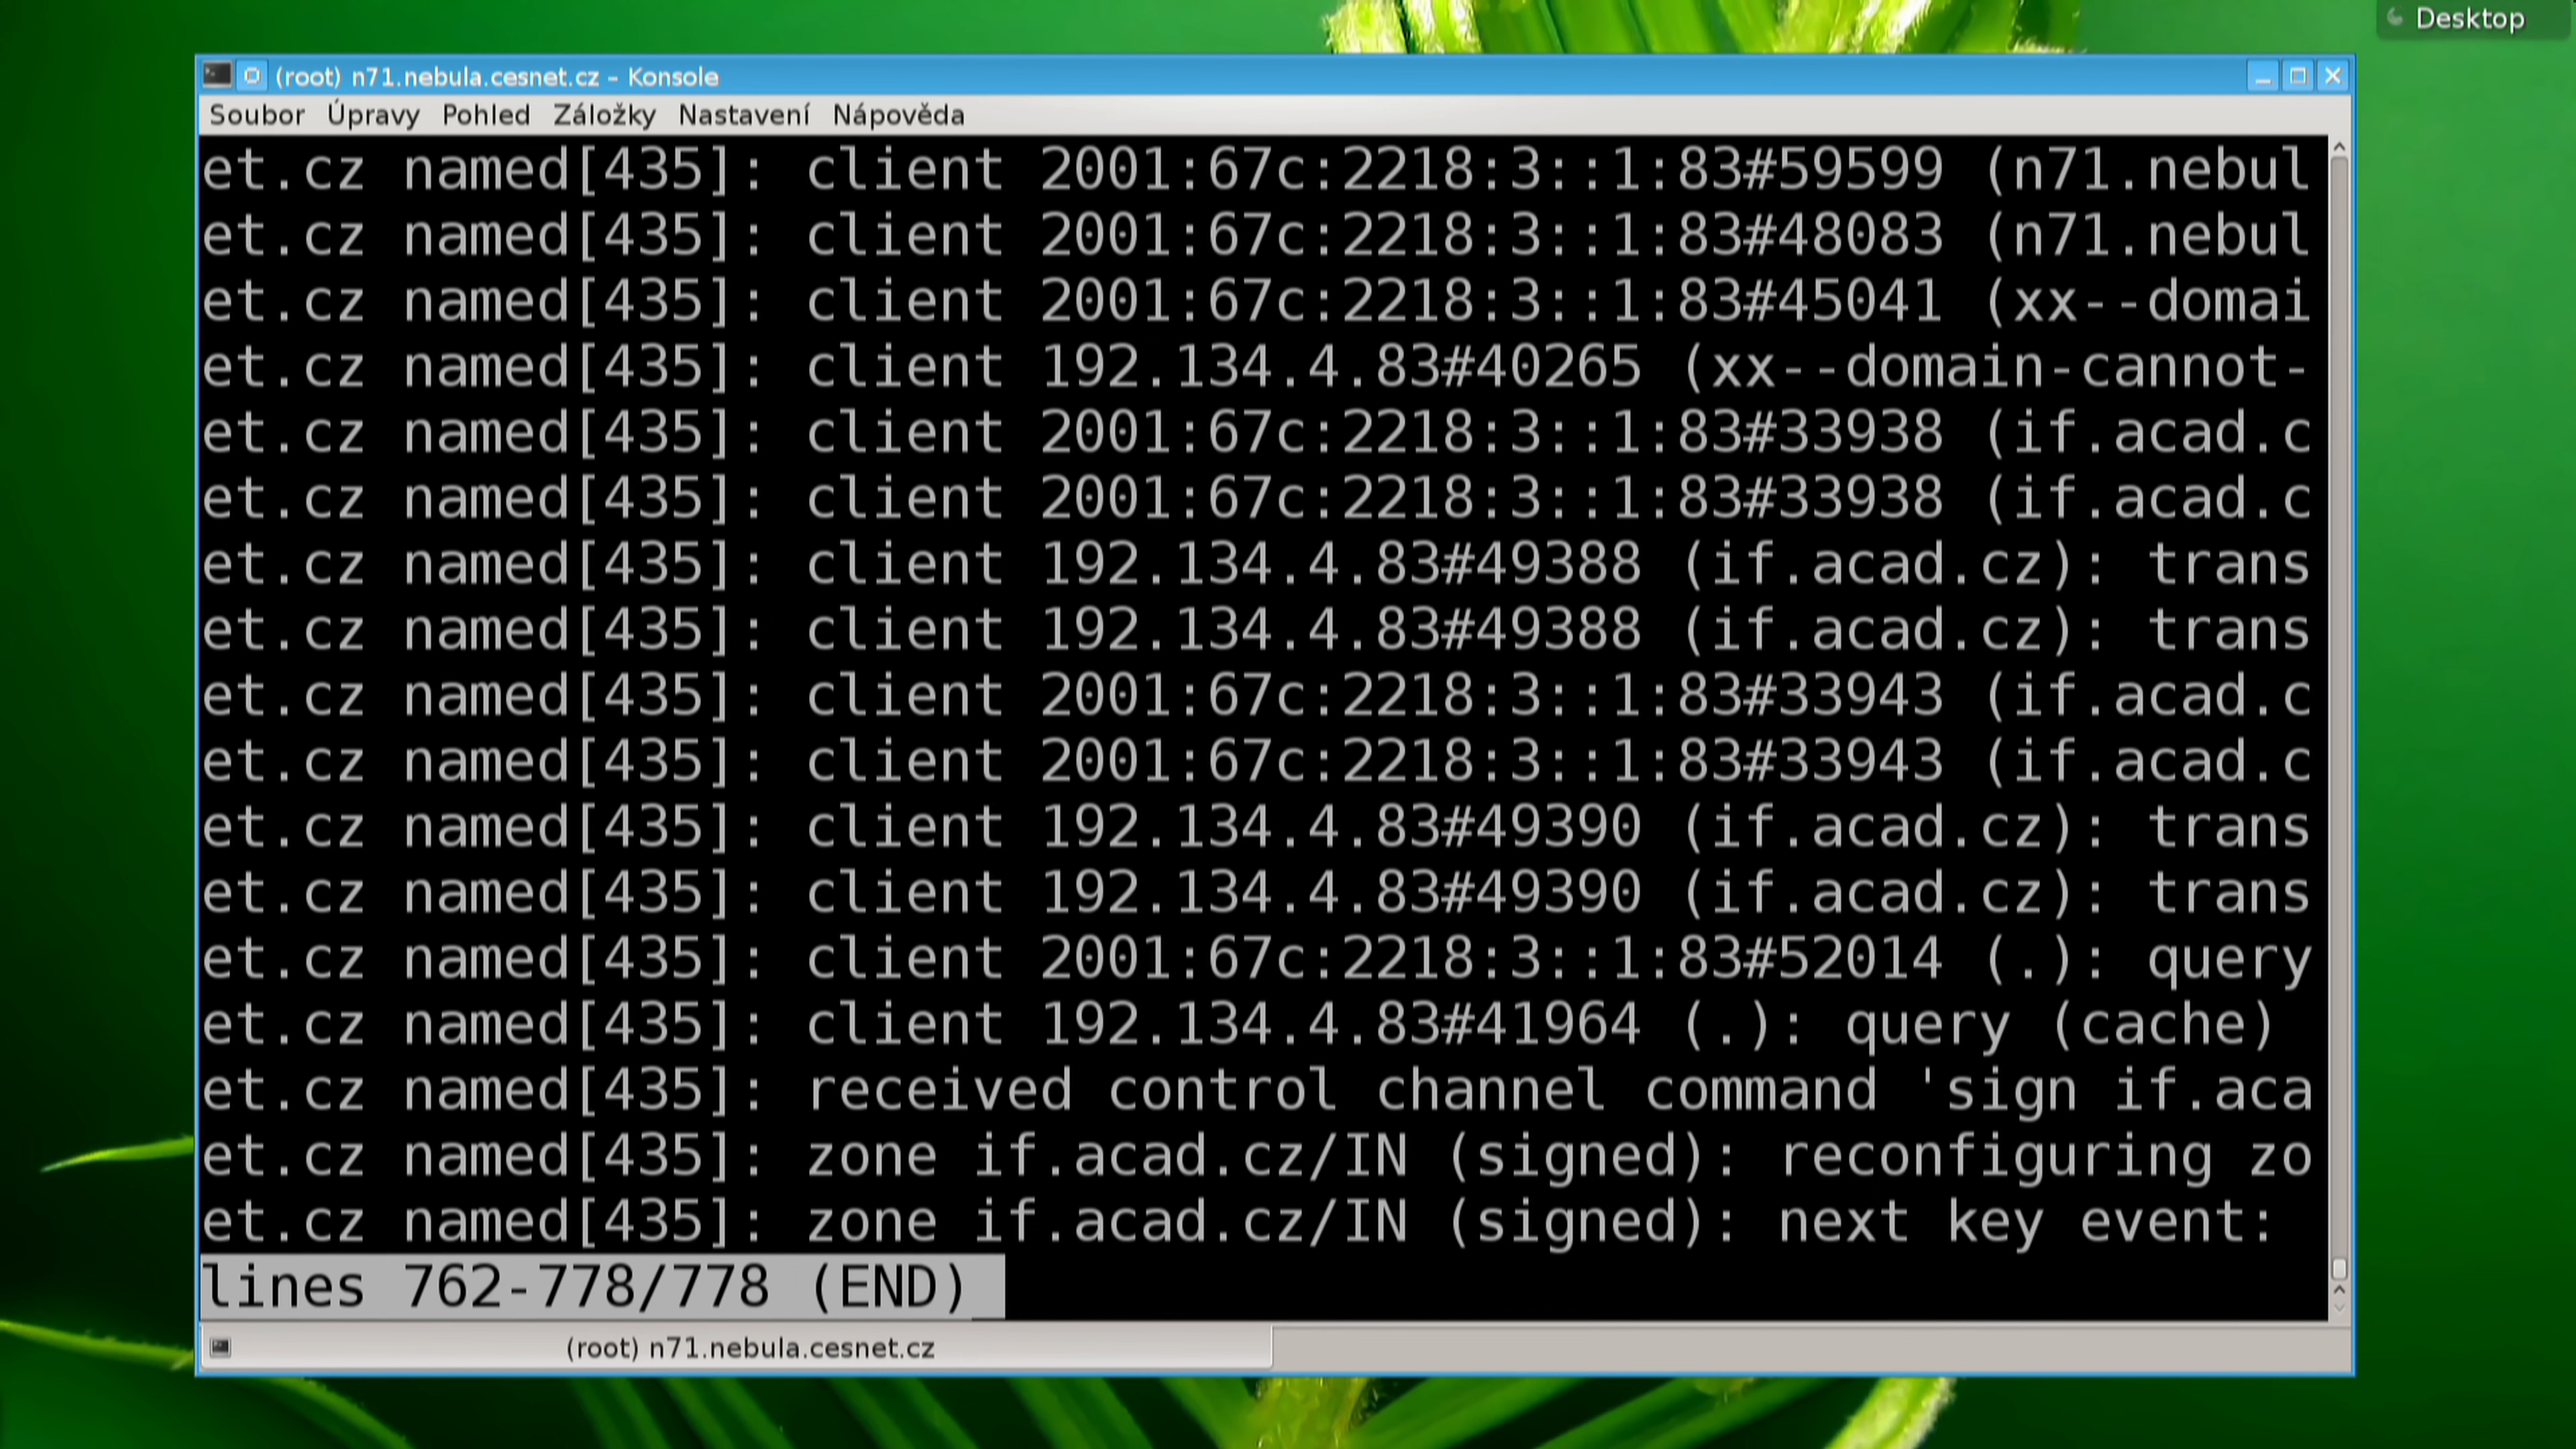 Desktop
(root) n71.nebula.cesnet.cz – Konsole
Soubor Úpravy Pohled Záložky Nastavení Nápověda
et.cz named[435]: client 2001:67c:2218:3::1:83#59599 (n71.nebul
et.cz named[435]: client 2001:67c:2218:3::1:83#48083 (n71.nebul
et.cz named[435]: client 2001:67c:2218:3::1:83#45041 (xx--domai
et.cz named[435]: client 192.134.4.83#40265 (xx--domain-cannot-
et.cz named[435]: client 2001:67c:2218:3::1:83#33938 (if.acad.c
et.cz named[435]: client 2001:67c:2218:3::1:83#33938 (if.acad.c
et.cz named[435]: client 192.134.4.83#49388 (if.acad.cz): trans
et.cz named[435]: client 192.134.4.83#49388 (if.acad.cz): trans
et.cz named[435]: client 2001:67c:2218:3::1:83#33943 (if.acad.c
et.cz named[435]: client 2001:67c:2218:3::1:83#33943 (if.acad.c
et.cz named[435]: client 192.134.4.83#49390 (if.acad.cz): trans
et.cz named[435]: client 192.134.4.83#49390 (if.acad.cz): trans
et.cz named[435]: client 2001:67c:2218:3::1:83#52014 (.): query
et.cz named[435]: client 192.134.4.83#41964 (.): query (cache)
et.cz named[435]: received control channel command 'sign if.aca
et.cz named[435]: zone if.acad.cz/IN (signed): reconfiguring zo
et.cz named[435]: zone if.acad.cz/IN (signed): next key event:
lines 762-778/778 (END)
(root) n71.nebula.cesnet.cz